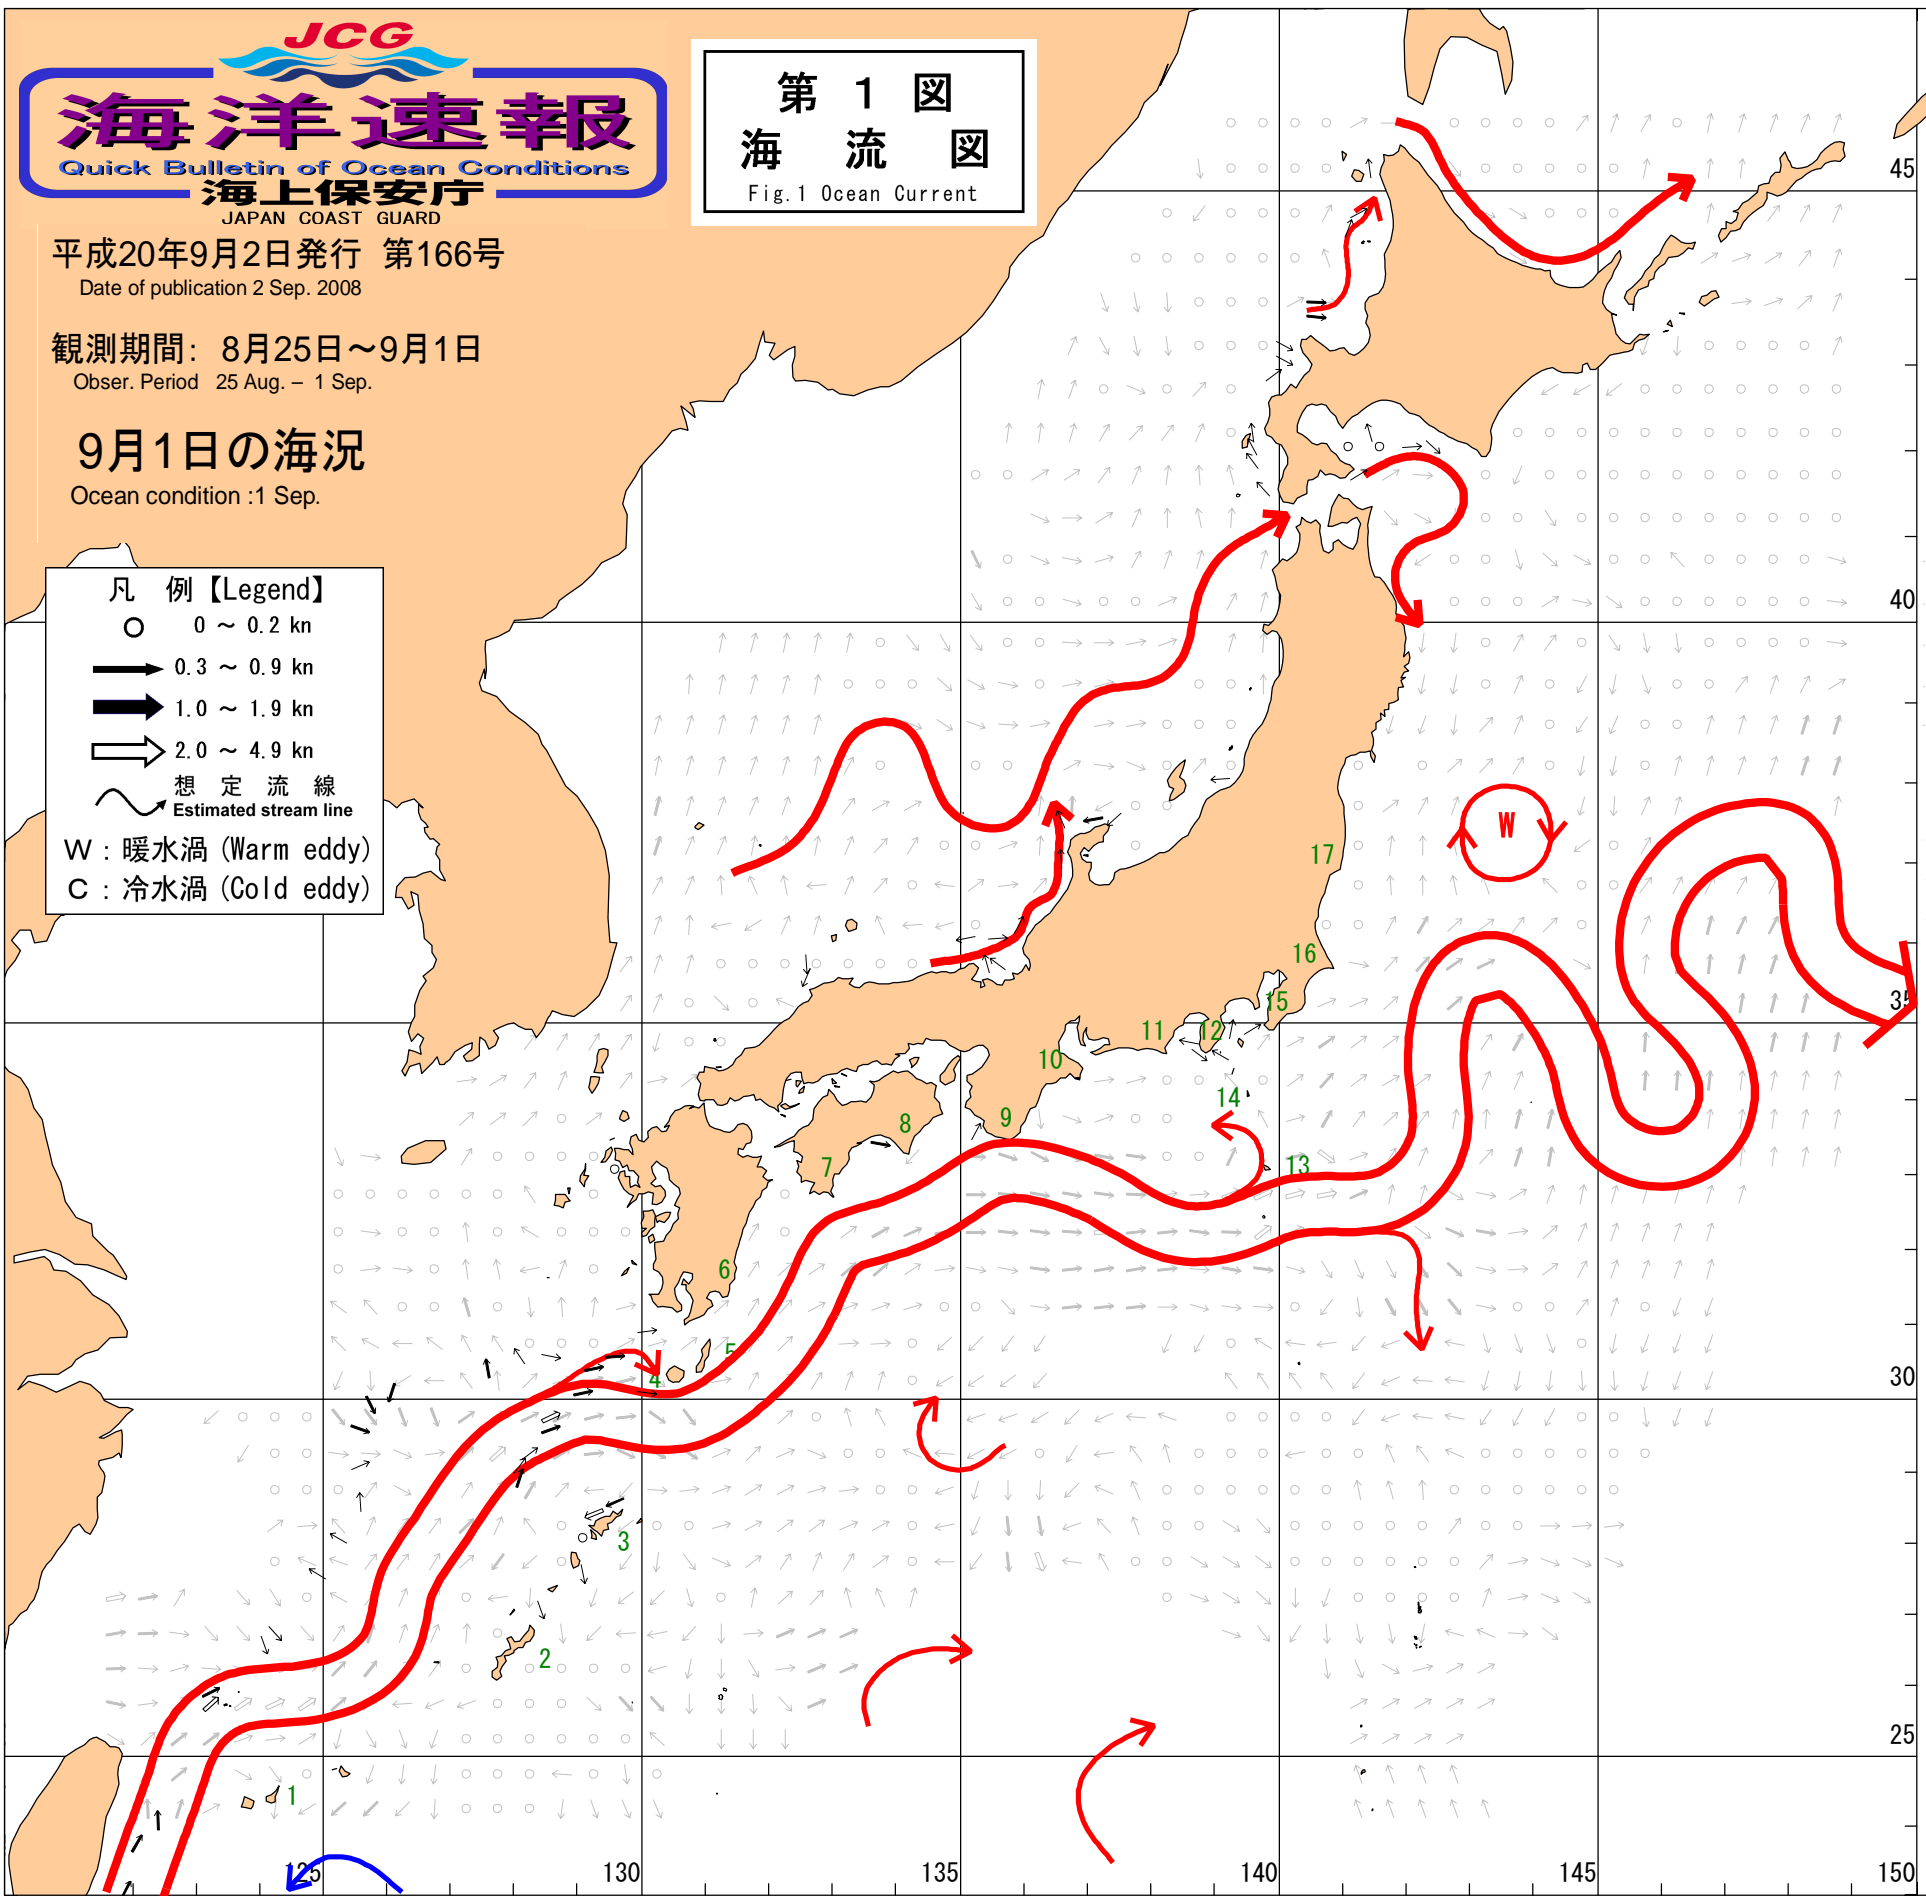 JCG
海洋速報
Quick Bulletin of Ocean Conditions
海上保安庁
JAPAN COAST GUARD
第 1 図
海 流 図
Fig.1 Ocean Current
平成20年9月2日発行 第166号
Date of publication 2 Sep. 2008
観測期間: 8月25日～9月1日
Obser. Period 25 Aug. – 1 Sep.
9月1日の海況
Ocean condition :1 Sep.
凡 例【Legend】
0 ～ 0.2 kn
0.3 ～ 0.9 kn
1.0 ～ 1.9 kn
2.0 ～ 4.9 kn
想 定 流 線
Estimated stream line
W : 暖水渦 (Warm eddy)
C : 冷水渦 (Cold eddy)
45
40
W
17
16
35
15
12
11
10
14
9
8
7
13
6
5
4
30
3
2
25
1
125
130
135
140
145
150